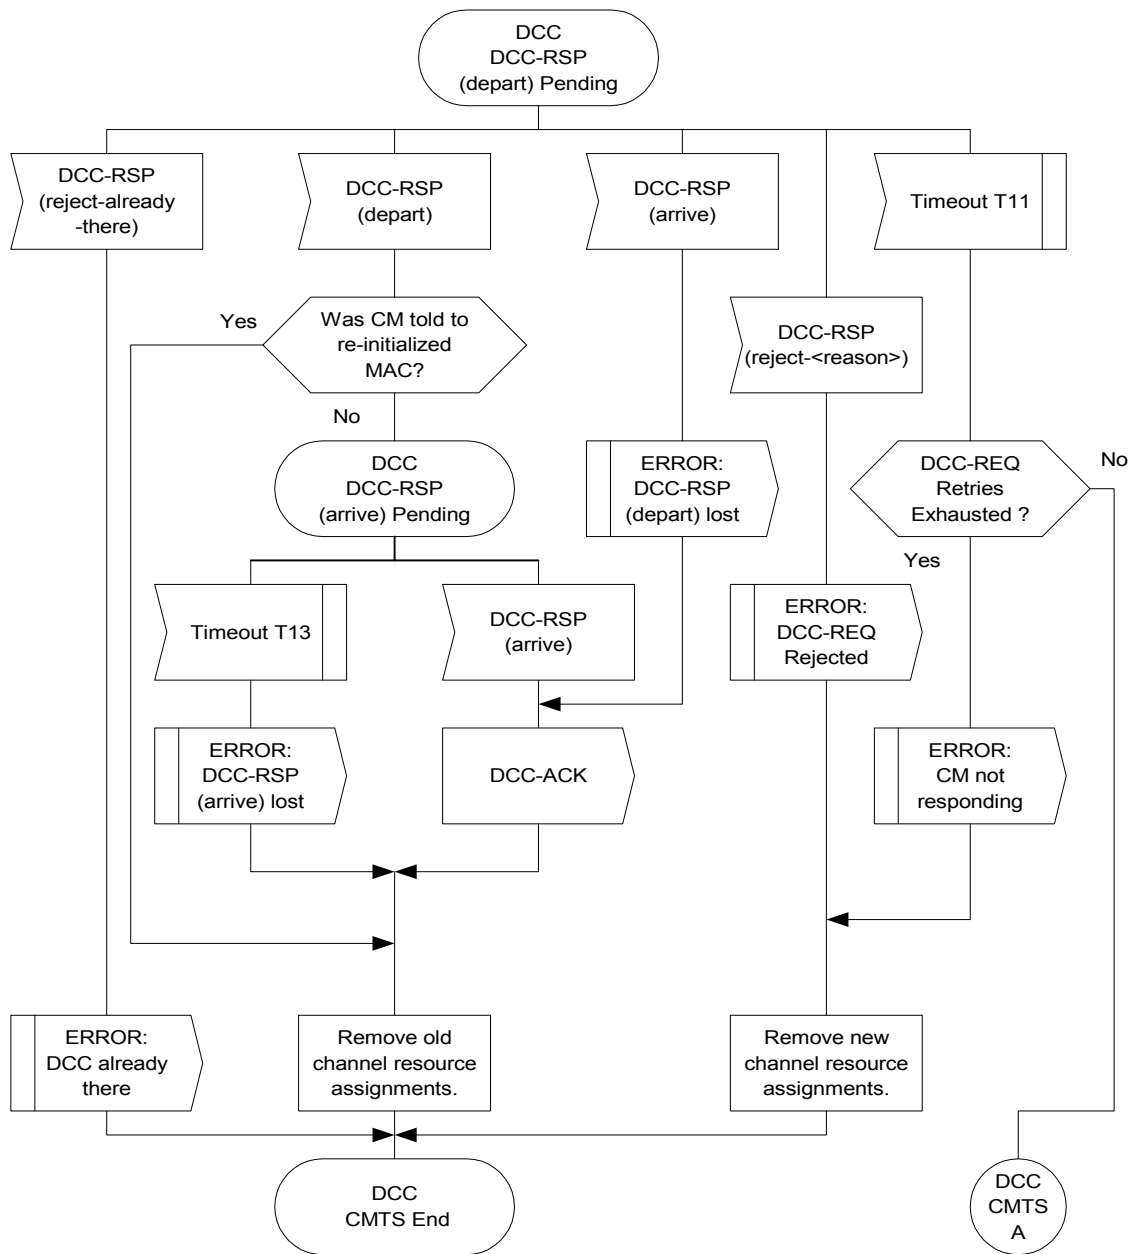 DCC
DCC-RSP
(depart) Pending
DCC-RSP
(reject-already
-there)
DCC-RSP
(depart)
DCC-RSP
(arrive)
Timeout T11
Yes
Was CM told to
re-initialized
MAC?
DCC-RSP
(reject-<reason>)
No
DCC
DCC-RSP
(arrive) Pending
ERROR:
DCC-RSP
(depart) lost
DCC-REQ
Retries
Exhausted ?
No
Yes
Timeout T13
DCC-RSP
(arrive)
ERROR:
DCC-REQ
Rejected
ERROR:
DCC-RSP
(arrive) lost
DCC-ACK
ERROR:
CM not
responding
ERROR:
DCC already
there
Remove old
channel resource
assignments.
Remove new
channel resource
assignments.
DCC
CMTS End
DCC
CMTS
A